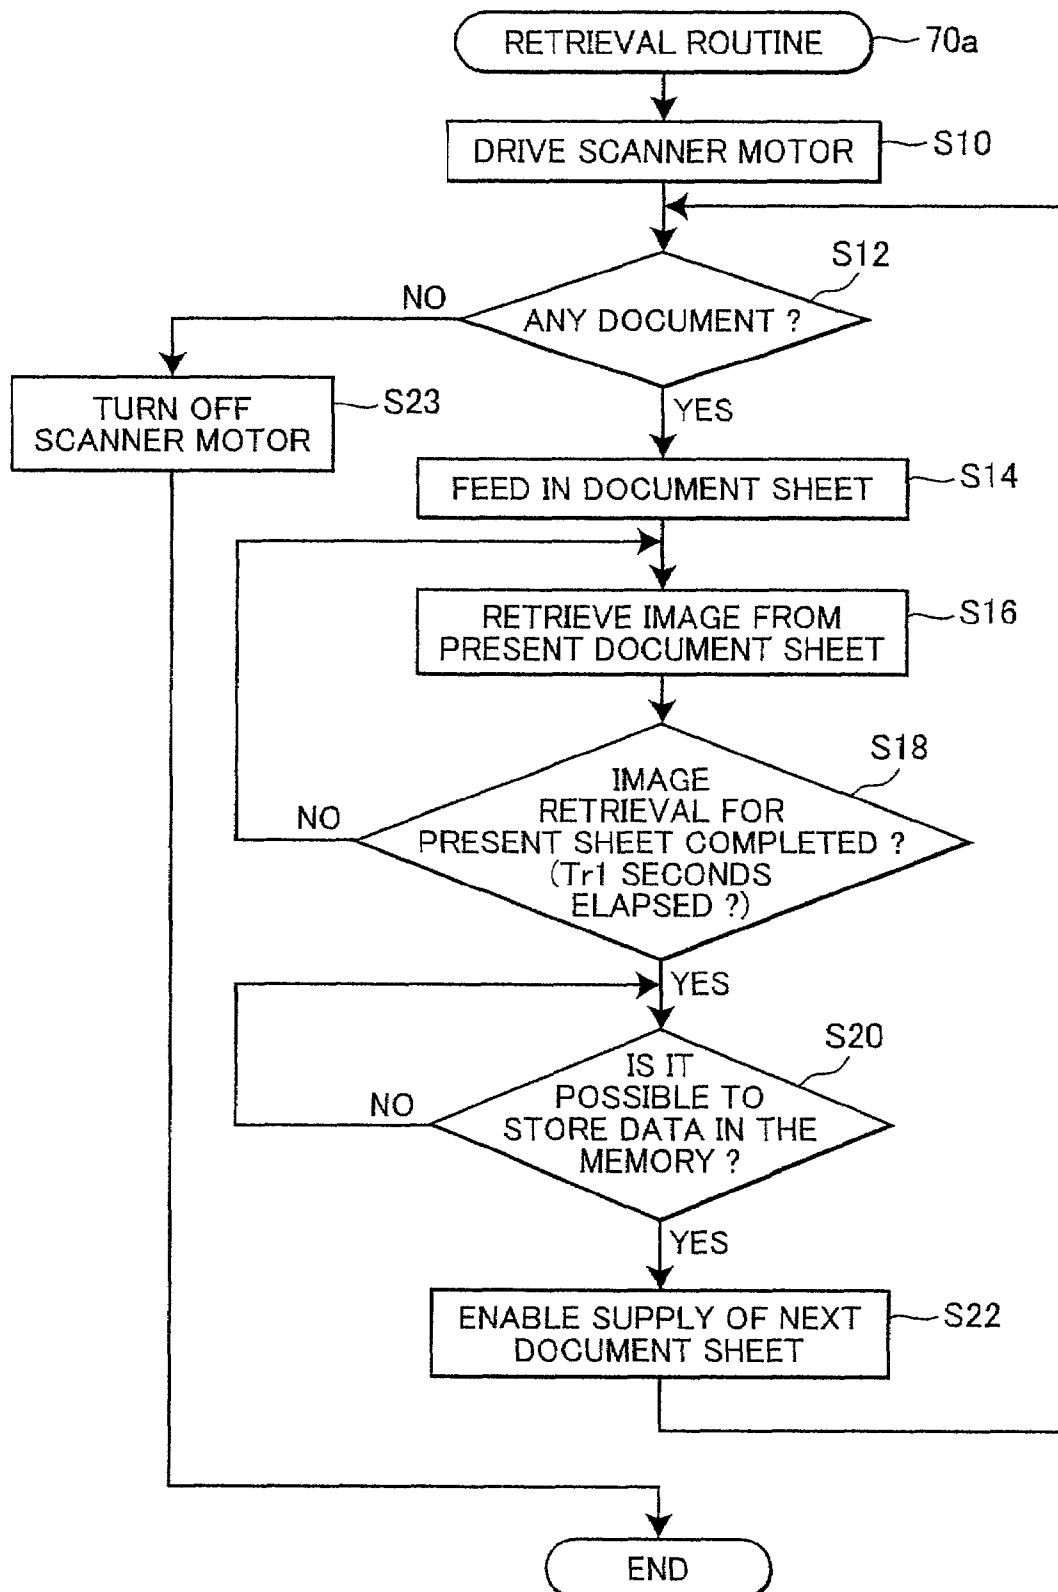 RETRIEVAL ROUTINE
70a
DRIVE SCANNER MOTOR
S10
S12
NO
ANY DOCUMENT ?
TURN OFF
SCANNER MOTOR
S23
YES
FEED IN DOCUMENT SHEET
S14
RETRIEVE IMAGE FROM
PRESENT DOCUMENT SHEET
S16
S18
IMAGE
RETRIEVAL FOR
PRESENT SHEET COMPLETED ?
(Tr1 SECONDS
ELAPSED ?)
NO
YES
S20
IS IT
POSSIBLE TO
STORE DATA IN THE
MEMORY ?
NO
YES
ENABLE SUPPLY OF NEXT
DOCUMENT SHEET
S22
END